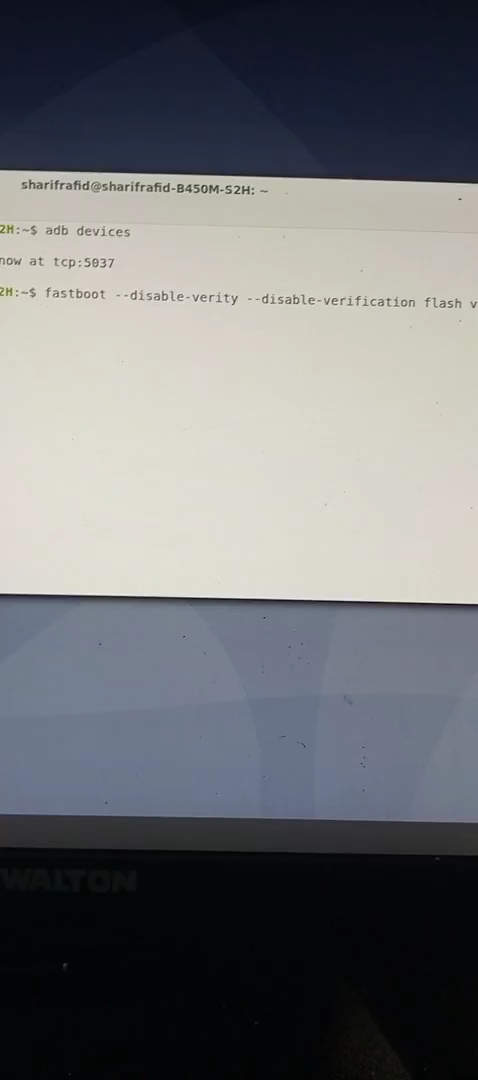 sharifrafid@sharifrafid-B450M-S2H: ~
2H:~$ adb devices
now at tcp:5037
2H:~$ fastboot --disable-verity --disable-verification flash v
WALTON